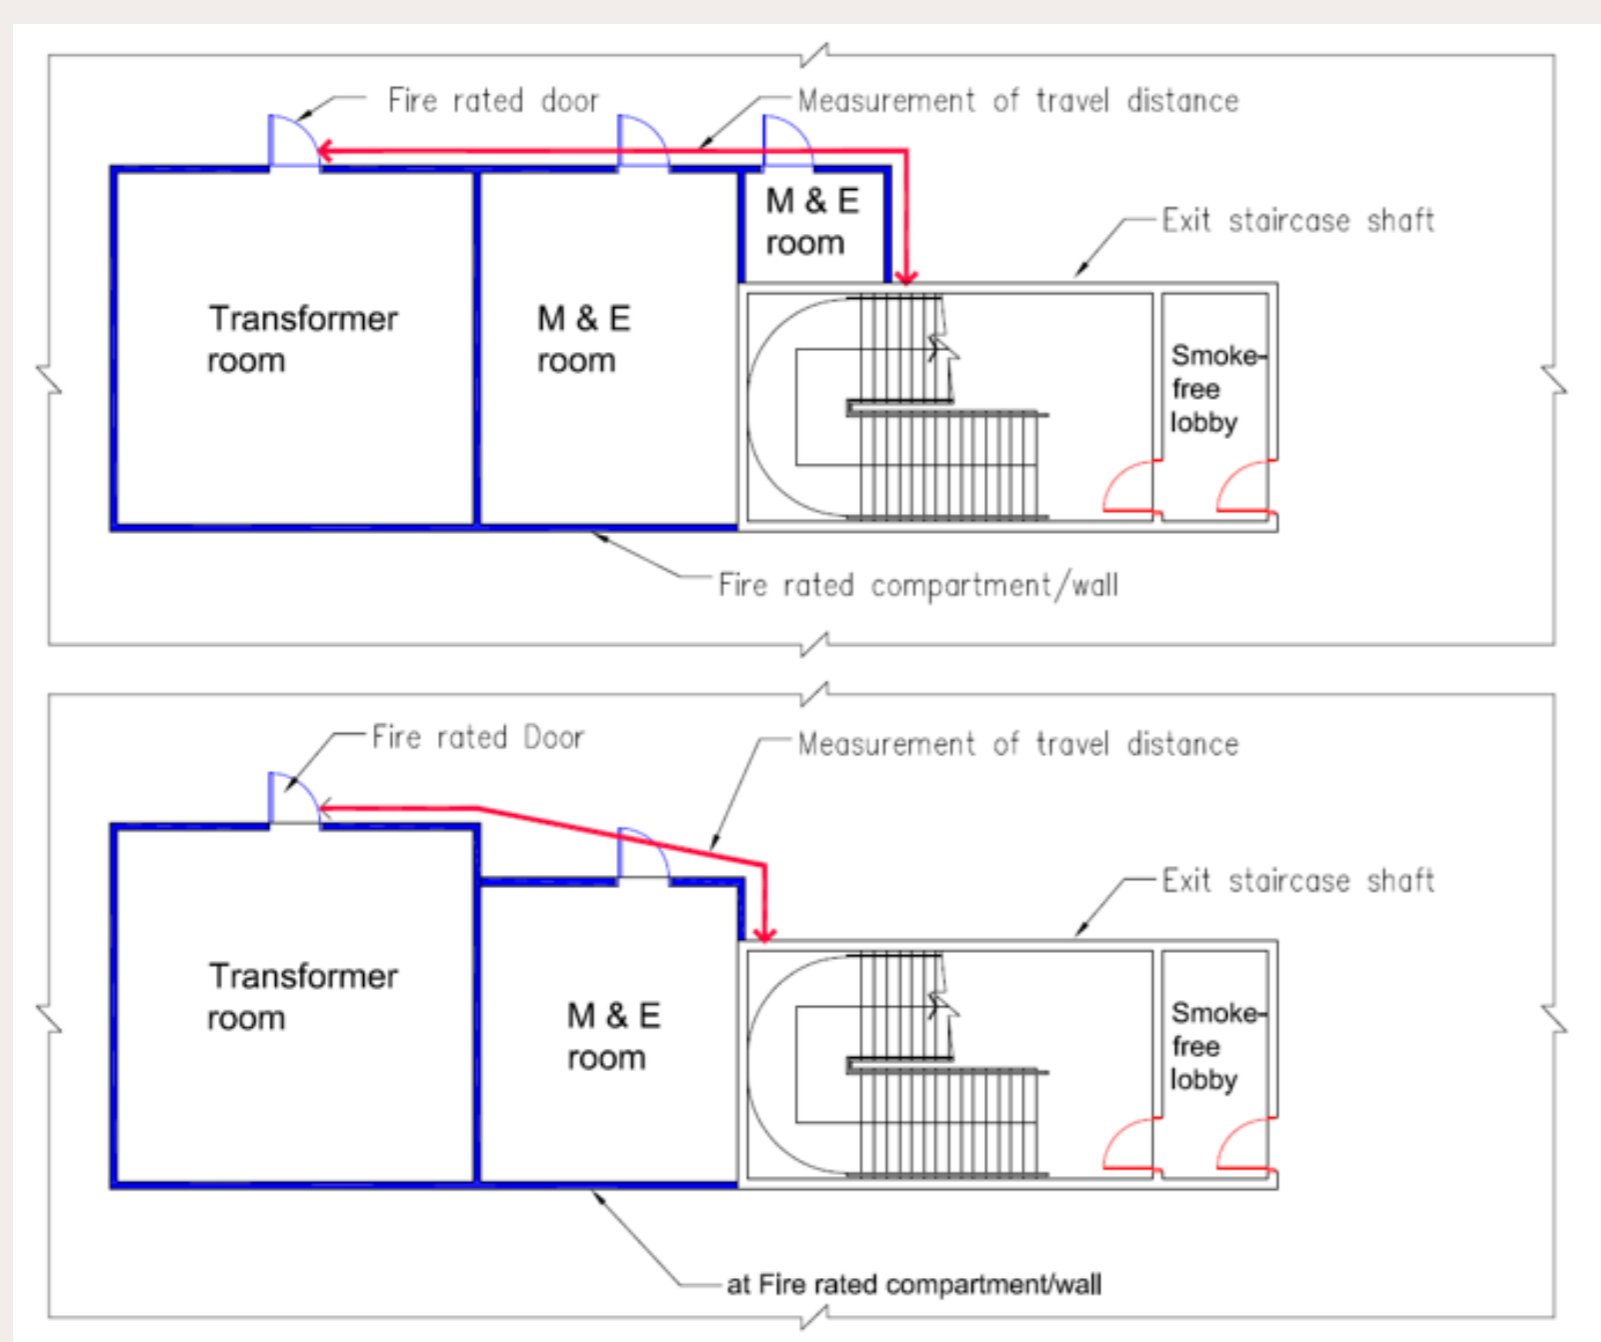 Fire rated door
Measurement of travel distance
M & E
room
Exit staircase shaft
Transformer
room
M & E
room
Smoke-
free
lobby
Fire rated compartment/wall
Fire rated Door
Measurement of travel distance
Exit staircase shaft
Transformer
room
M & E
room
Smoke-
free
lobby
at Fire rated compartment/wall